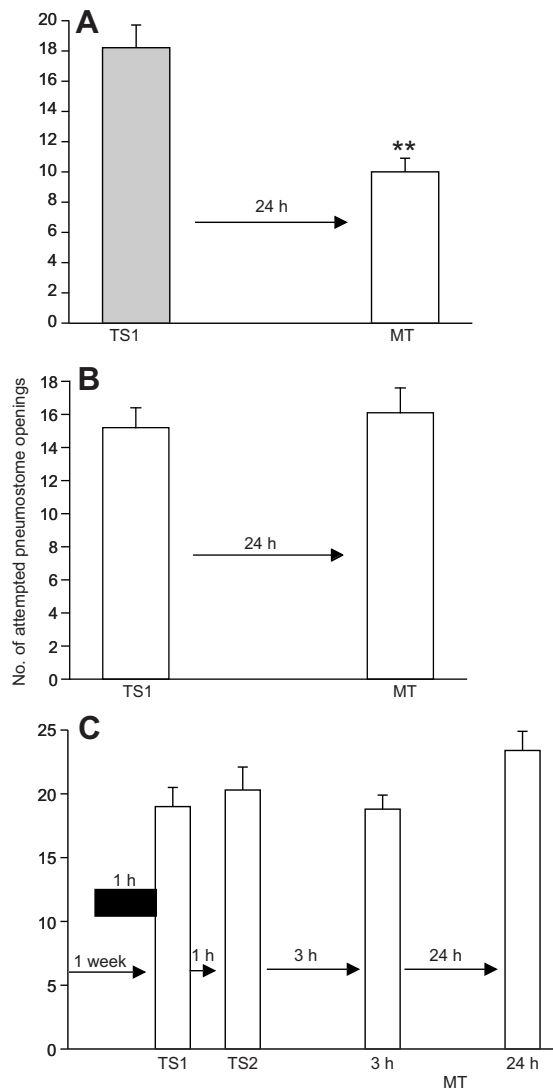 No. of attempted pneumostome openings
A
20
18
16
14
12
10
8
6
4
2
0
**
24 h
TS1 MT
B
18
16
14
12
10
8
6
4
2
0
24 h
TS1 MT
C
25
20
15
10
5
0
1 h
1 week
1 h
3 h
24 h
TS1 TS2 3 h 24 h
MT